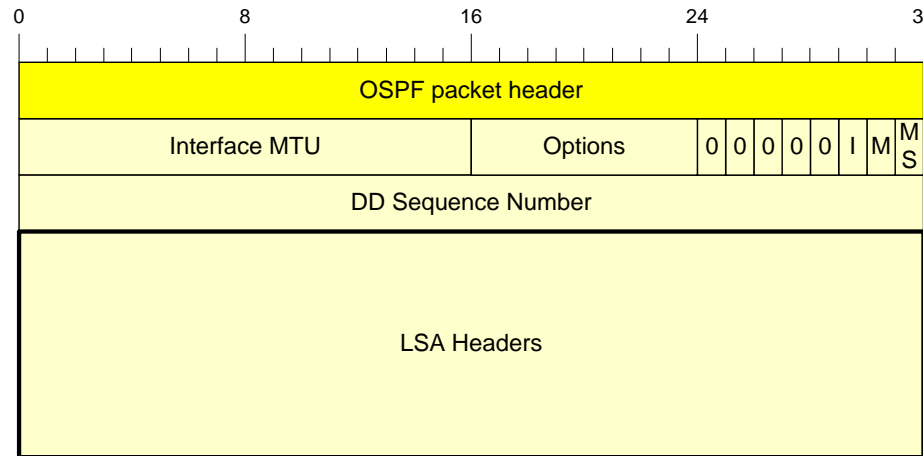 0 8 16 24 3
OSPF packet header
Interface MTU Options 0 0 0 0 0 I M M
S
DD Sequence Number
LSA Headers